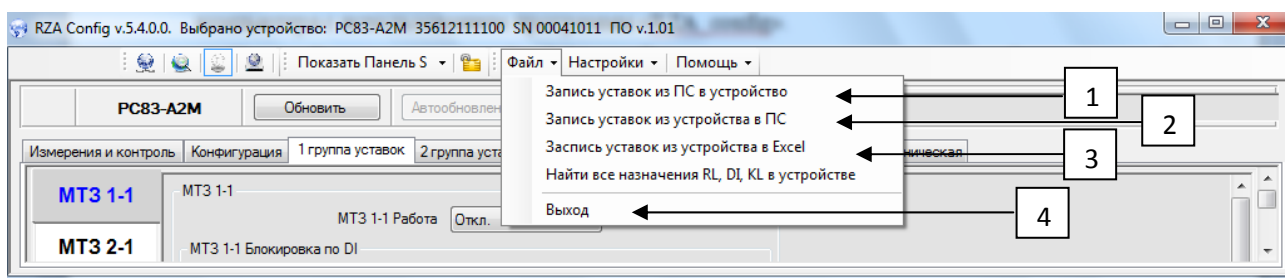 RZA Config v.5.4.0.0. Выбрано устройство: РС83-А2М 35612111100 SN 00041011 ПО v.1.01
Показать Панель S Файл Настройки Помощь
РС83-А2М Обновить Автообновлен
Запись уставок из ПС в устройство 1
Запись уставок из устройства в ПС 2
Заспись уставок из устройства в Excel 3
Найти все назначения RL, DI, KL в устройстве
Выход 4
Измерения и контроль Конфигурация 1 группа уставок 2 группа уста ническая
МТЗ 1-1 МТЗ 1-1
МТЗ 1-1 Работа Откл.
МТЗ 2-1 МТЗ 1-1 Блокировка по DI